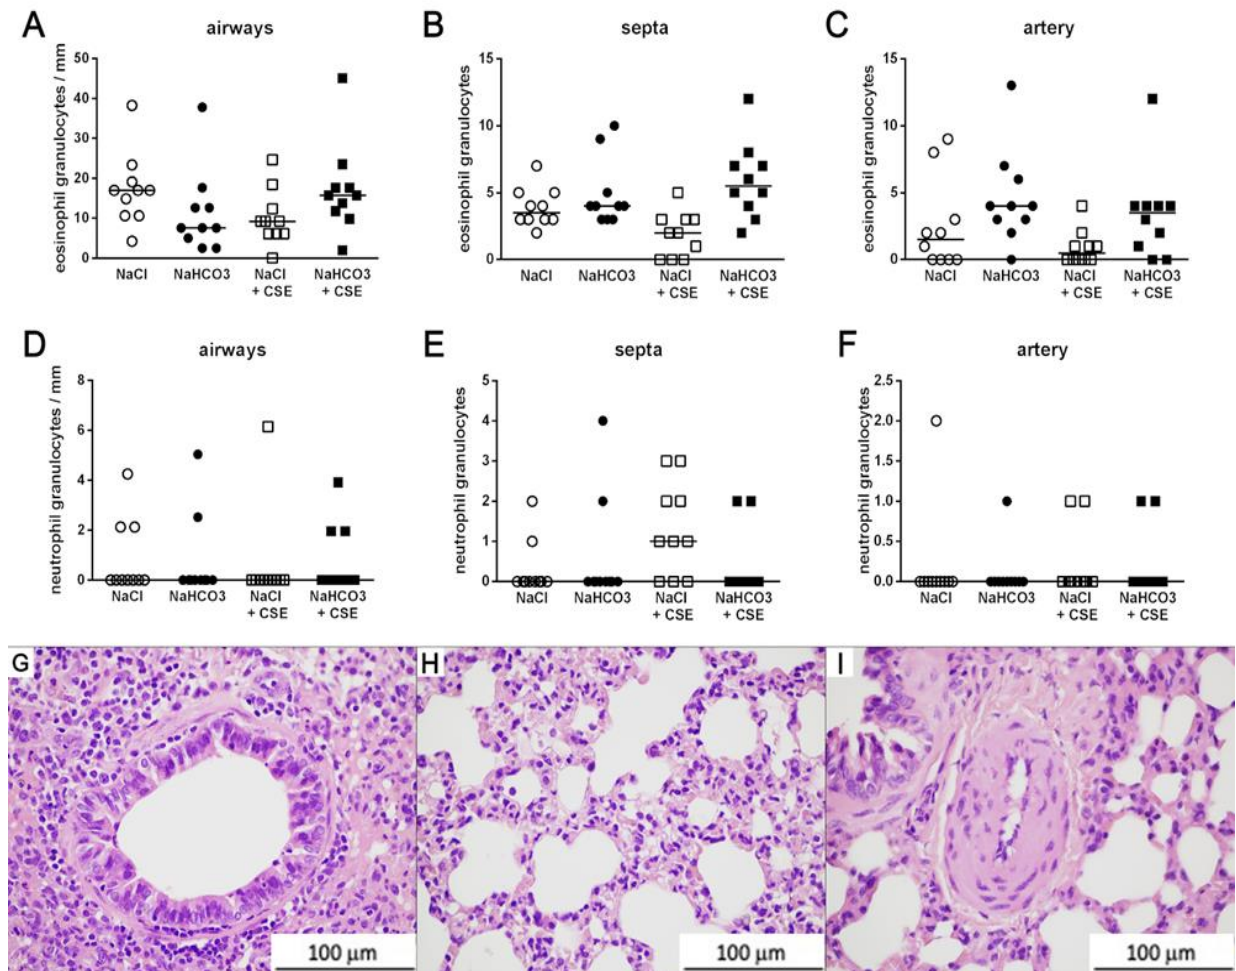 A
airways
eosinophil granulocytes / mm
50
40
30
20
10
0
NaCl
NaHCO3
NaCl
+ CSE
NaHCO3
+ CSE
B
septa
eosinophil granulocytes
15
10
5
0
NaCl
NaHCO3
NaCl
+ CSE
NaHCO3
+ CSE
C
artery
eosinophil granulocytes
15
10
5
0
NaCl
NaHCO3
NaCl
+ CSE
NaHCO3
+ CSE
D
airways
neutrophil granulocytes / mm
8
6
4
2
0
NaCl
NaHCO3
NaCl
+ CSE
NaHCO3
+ CSE
E
septa
neutrophil granulocytes
5
4
3
2
1
0
NaCl
NaHCO3
NaCl
+ CSE
NaHCO3
+ CSE
F
artery
neutrophil granulocytes
2.5
2.0
1.5
1.0
0.5
0.0
NaCl
NaHCO3
NaCl
+ CSE
NaHCO3
+ CSE
G
100 µm
H
100 µm
I
100 µm